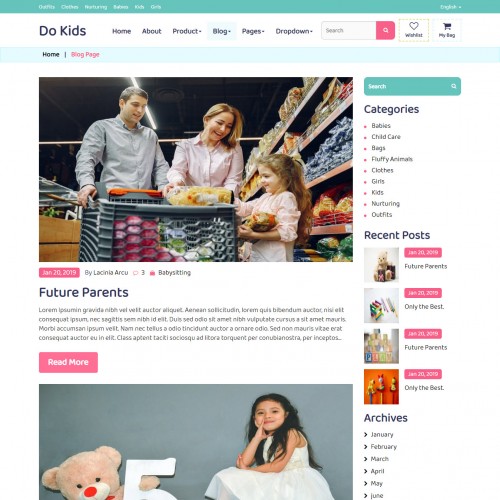 Outfits Clothes Nurturing Babies Kids Girls English
Do Kids Home About Product Blog Pages Dropdown Search Wishlist My Bag
Home | Blog Page
Search
Categories
Babies
Child Care
Bags
Fluffy Animals
Clothes
Girls
Kids
Nurturing
Outfits
Recent Posts
Jan 20, 2019
Future Parents
Jan 20, 2019
Only the Best.
Jan 20, 2019
Future Parents
Jan 20, 2019
Only the Best.
Archives
January
February
March
April
May
june
Jan 20, 2019 By Lacinia Arcu 3 Babysitting
Future Parents
Lorem ipsumin gravida nibh vel velit auctor aliquet. Aenean sollicitudin, lorem quis bibendum auctor, nisi elit
consequat ipsum, nec sagittis sem nibh id elit. Duis sed odio sit amet nibh vulputate cursus a sit amet mauris.
Morbi accumsan ipsum velit. Nam nec tellus a odio tincidunt auctor a ornare odio. Sed non mauris vitae erat
consequat auctor eu in elit. Class aptent taciti sociosqu ad litora torquent per conubianostra, per inceptos...
Read More
5